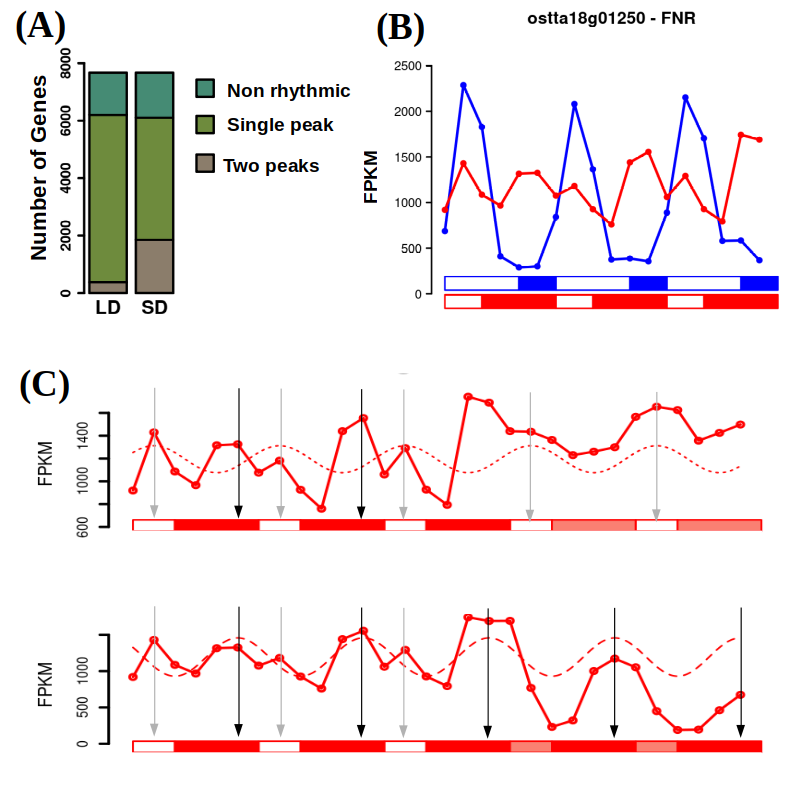 (A)
Number of Genes
0
2000
4000
6000
8000
LD SD
Non rhythmic
Single peak
Two peaks
(B)
ostta18g01250 - FNR
FPKM
2500
2000
1500
1000
500
0
(C)
FPKM
600
1000
1400
FPKM
0
500
1000